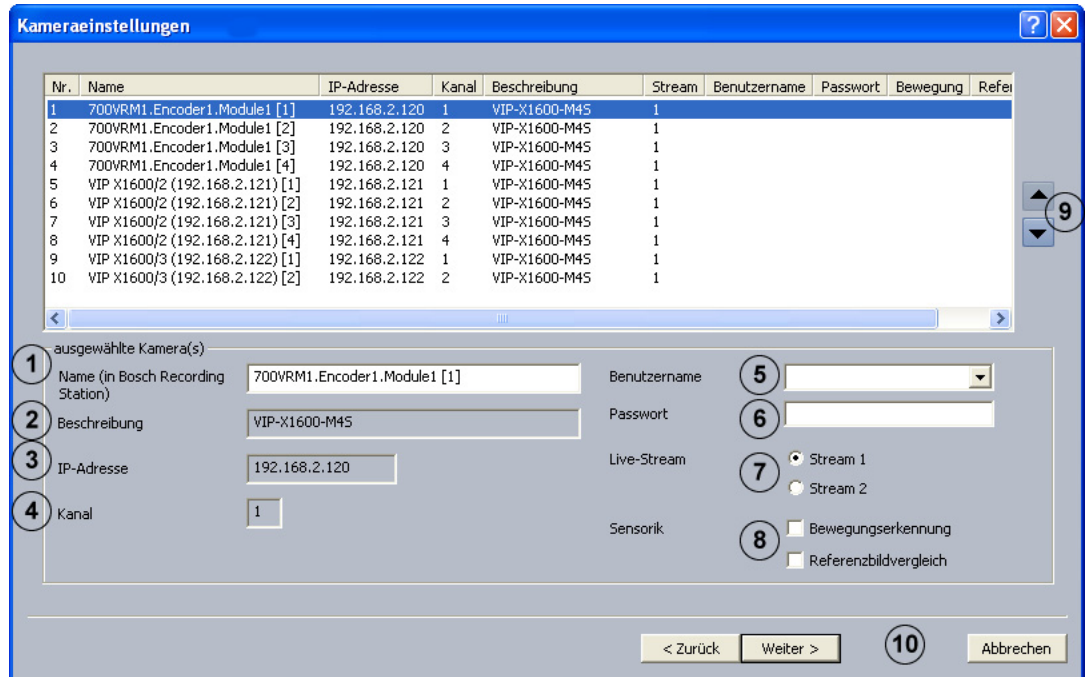 Kameraeinstellungen
Nr. Name IP-Adresse Kanal Beschreibung Stream Benutzername Passwort Bewegung Refer
1 700VRM1.Encoder1.Module1 [1] 192.168.2.120 1 VIP-X1600-M4S 1
2 700VRM1.Encoder1.Module1 [2] 192.168.2.120 2 VIP-X1600-M4S 1
3 700VRM1.Encoder1.Module1 [3] 192.168.2.120 3 VIP-X1600-M4S 1
4 700VRM1.Encoder1.Module1 [4] 192.168.2.120 4 VIP-X1600-M4S 1
5 VIP X1600/2 (192.168.2.121) [1] 192.168.2.121 1 VIP-X1600-M4S 1
6 VIP X1600/2 (192.168.2.121) [2] 192.168.2.121 2 VIP-X1600-M4S 1
7 VIP X1600/2 (192.168.2.121) [3] 192.168.2.121 3 VIP-X1600-M4S 1
8 VIP X1600/2 (192.168.2.121) [4] 192.168.2.121 4 VIP-X1600-M4S 1
9 VIP X1600/3 (192.168.2.122) [1] 192.168.2.122 1 VIP-X1600-M4S 1
10 VIP X1600/3 (192.168.2.122) [2] 192.168.2.122 2 VIP-X1600-M4S 1
9
ausgewählte Kamera(s)
1 Name (in Bosch Recording
Station)
700VRM1.Encoder1.Module1 [1]
2 Beschreibung VIP-X1600-M4S
3 IP-Adresse 192.168.2.120
4 Kanal 1
Benutzername 5
Passwort 6
Live-Stream 7 Stream 1
Stream 2
Sensorik 8 Bewegungserkennung
Referenzbildvergleich
< Zurück Weiter > 10 Abbrechen